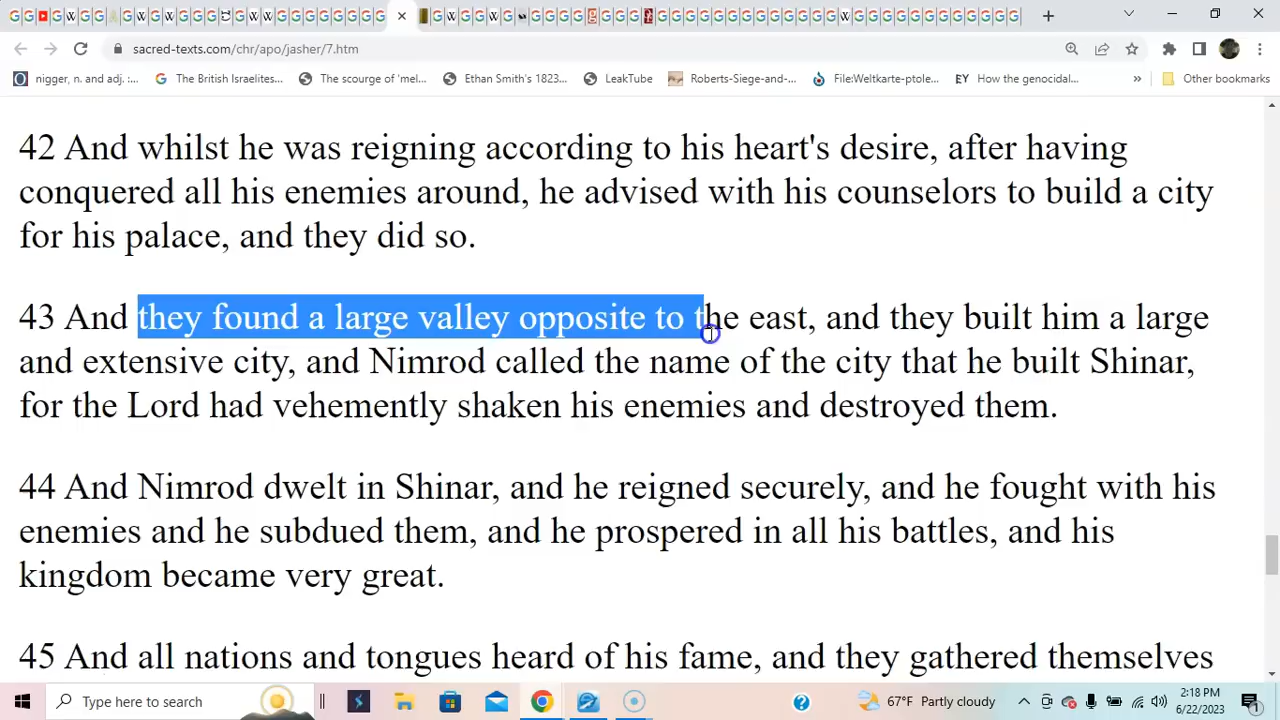 sacred-texts.com/chr/apo/jasher/7.htm
nigger, n. and adj. :...
The British Israelites...
The scourge of 'mel...
Ethan Smith's 1823...
LeakTube
Roberts-Siege-and-...
File:Weltkarte-ptole...
EY
How the genocidal...
»
Other bookmarks
42 And whilst he was reigning according to his heart's desire, after having
conquered all his enemies around, he advised with his counselors to build a city
for his palace, and they did so.
43 And they found a large valley opposite to the east, and they built him a large
and extensive city, and Nimrod called the name of the city that he built Shinar,
for the Lord had vehemently shaken his enemies and destroyed them.
44 And Nimrod dwelt in Shinar, and he reigned securely, and he fought with his
enemies and he subdued them, and he prospered in all his battles, and his
kingdom became very great.
45 And all nations and tongues heard of his fame, and they gathered themselves
Type here to search
67°F Partly cloudy
2:18 PM
6/22/2023